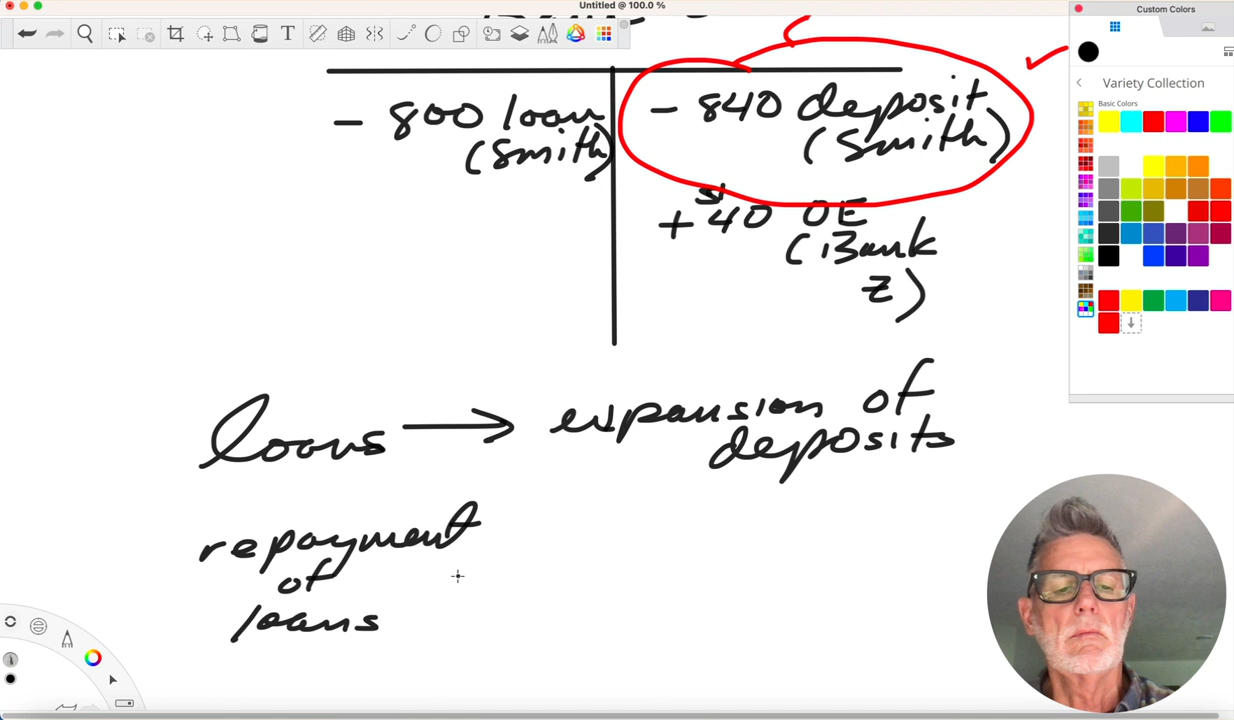 Untitled @ 100.0 %
Custom Colors
Variety Collection
Basic Colors
- 800 loan
(Smith)
- 840 deposit
(Smith)
+ 40 OE
(Bank
Z)
loans → expansion of
deposits
repayment
of
loans